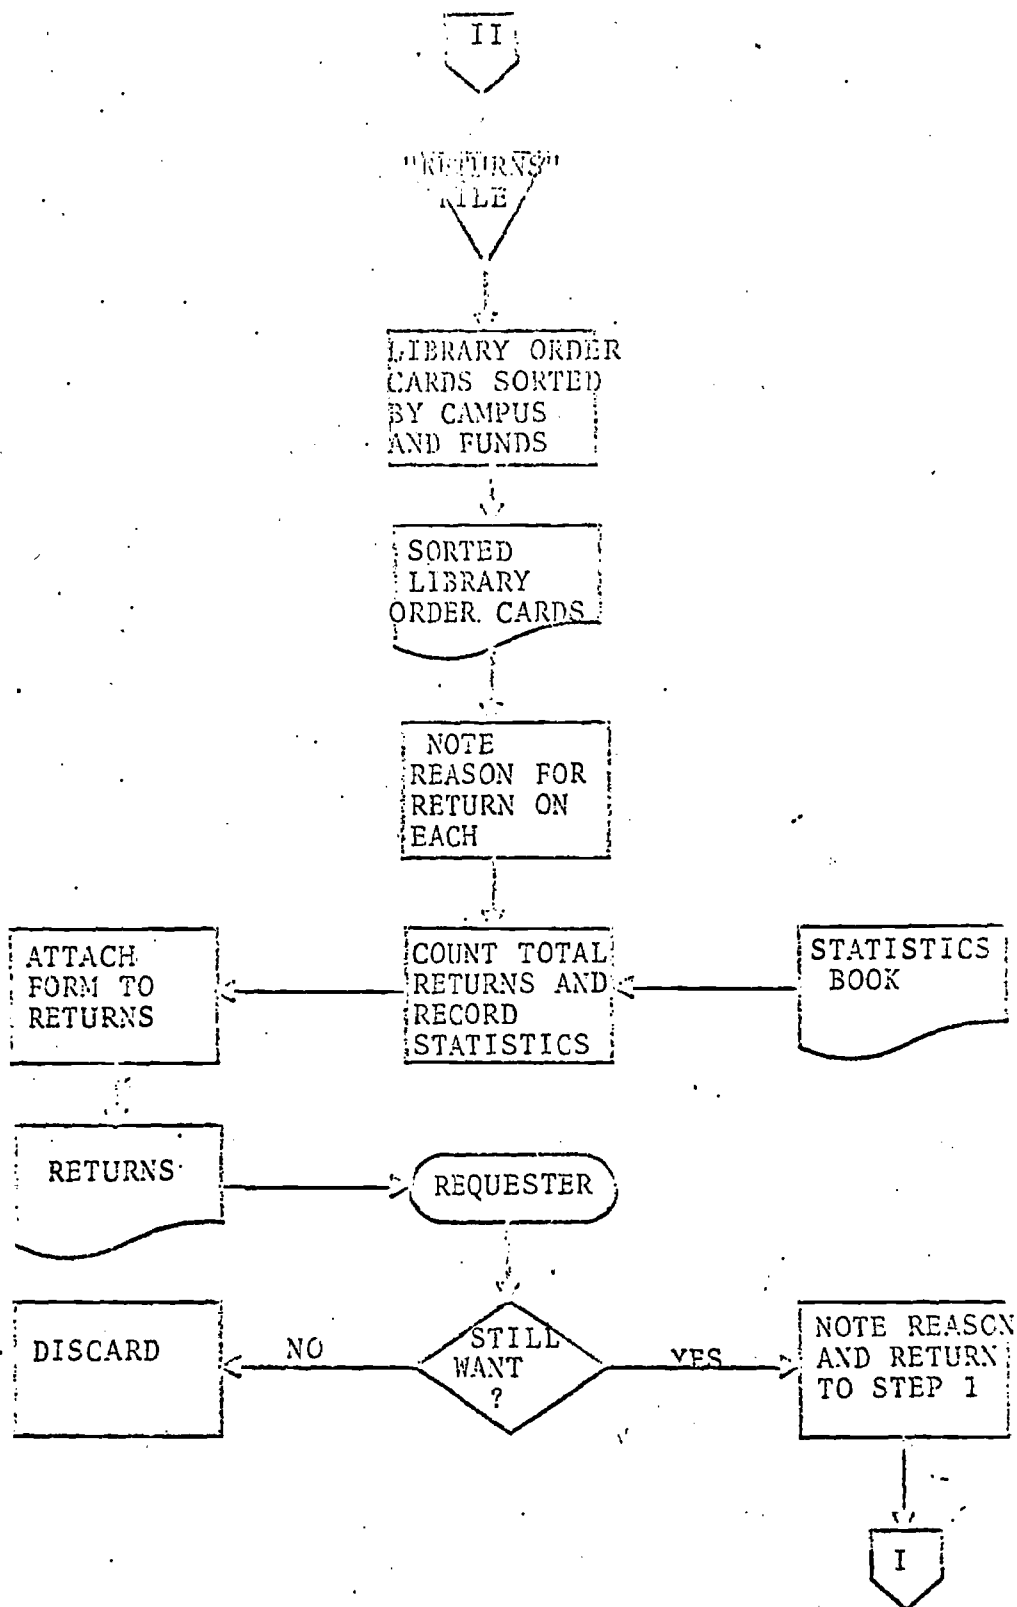 II
"RETURNS"
FILE
LIBRARY ORDER
CARDS SORTED
BY CAMPUS
AND FUNDS
SORTED
LIBRARY
ORDER CARDS
NOTE
REASON FOR
RETURN ON
EACH
ATTACH
FORM TO
RETURNS
COUNT TOTAL
RETURNS AND
RECORD
STATISTICS
STATISTICS
BOOK
RETURNS
REQUESTER
DISCARD
NO
STILL
WANT
?
YES
NOTE REASON
AND RETURN
TO STEP 1
I